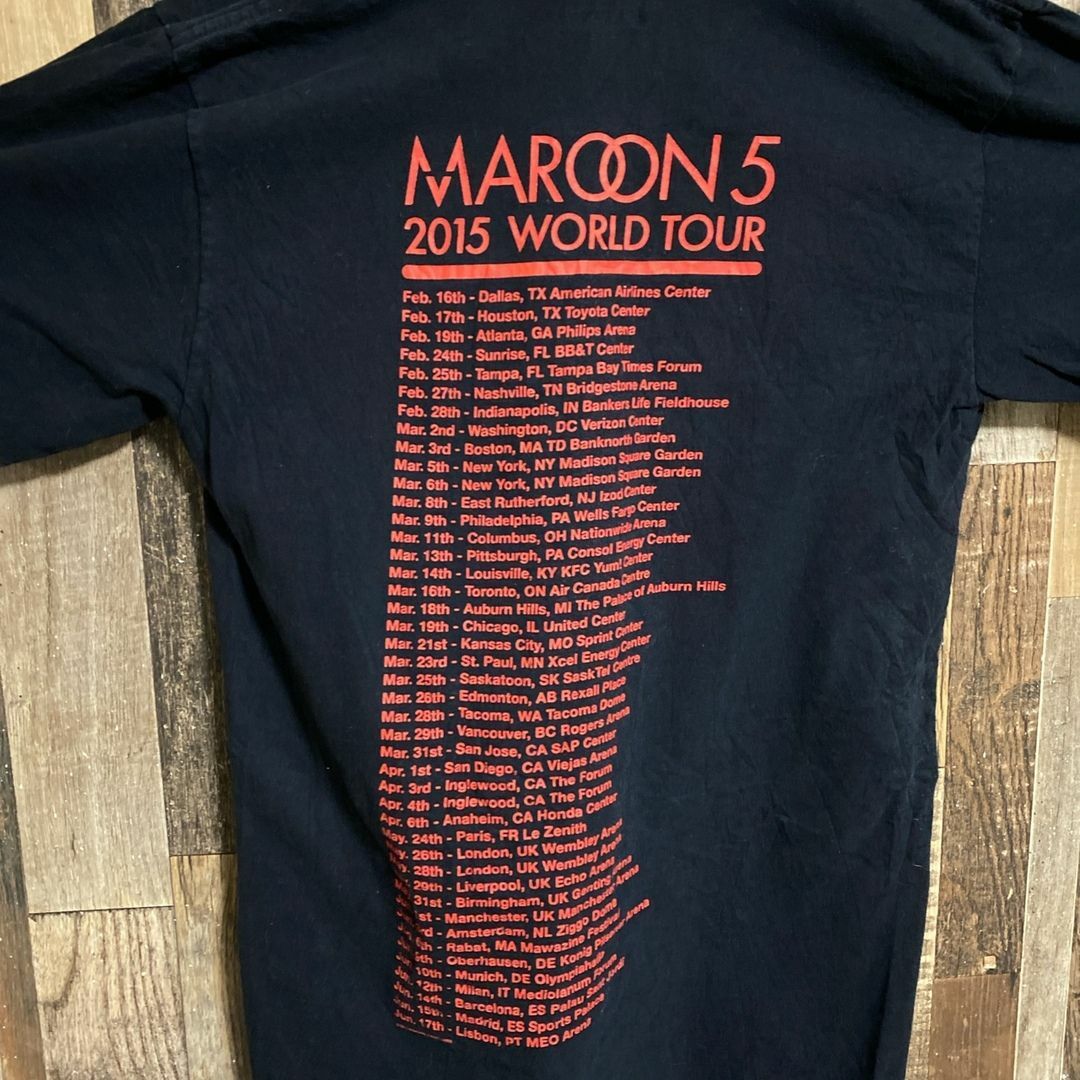 MAROON 5
2015 WORLD TOUR
Feb. 16th - Dallas, TX American Airlines Center
Feb. 17th - Houston, TX Toyota Center
Feb. 19th - Atlanta, GA Philips Arena
Feb. 24th - Sunrise, FL BB&T Center
Feb. 25th - Tampa, FL Tampa Bay Times Forum
Feb. 27th - Nashville, TN Bridgestone Arena
Feb. 28th - Indianapolis, IN Bankers Life Fieldhouse
Mar. 2nd - Washington, DC Verizon Center
Mar. 3rd - Boston, MA TD Banknorth Garden
Mar. 5th - New York, NY Madison Square Garden
Mar. 6th - New York, NY Madison Square Garden
Mar. 8th - East Rutherford, NJ Izod Center
Mar. 9th - Philadelphia, PA Wells Fargo Center
Mar. 11th - Columbus, OH Nationwide Arena
Mar. 13th - Pittsburgh, PA Consol Energy Center
Mar. 14th - Louisville, KY KFC Yum! Center
Mar. 16th - Toronto, ON Air Canada Centre
Mar. 18th - Auburn Hills, MI The Palace of Auburn Hills
Mar. 19th - Chicago, IL United Center
Mar. 21st - Kansas City, MO Sprint Center
Mar. 23rd - St. Paul, MN Xcel Energy Center
Mar. 25th - Saskatoon, SK SaskTel Centre
Mar. 26th - Edmonton, AB Rexall Place
Mar. 28th - Tacoma, WA Tacoma Dome
Mar. 29th - Vancouver, BC Rogers Arena
Mar. 31st - San Jose, CA SAP Center
Apr. 1st - San Diego, CA Viejas Arena
Apr. 3rd - Inglewood, CA The Forum
Apr. 4th - Inglewood, CA The Forum
Apr. 6th - Anaheim, CA Honda Center
May. 24th - Paris, FR Le Zenith
26th - London, UK Wembley Arena
28th - London, UK Wembley Arena
29th - Liverpool, UK Echo Arena
31st - Birmingham, UK Genting Arena
- Manchester, UK Manchester Arena
- Amsterdam, NL Ziggo Dome
- Rabat, MA Mawazine Festival
- Oberhausen, DE Konig Pilsener Arena
10th - Munich, DE Olympiahalle
Jun. 12th - Milan, IT Mediolanum Forum
Jun. 14th - Barcelona, ES Palau Sant Jordi
Jun. 15th - Madrid, ES Sports Palace
Jun. 17th - Lisbon, PT MEO Arena